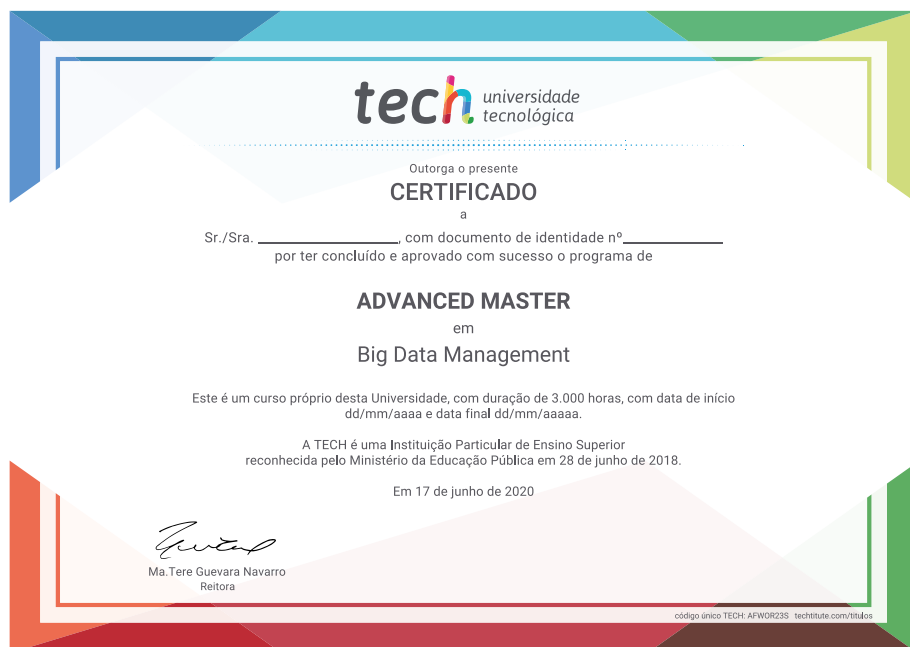 tech universidade
tecnológica
Outorga o presente
CERTIFICADO
a
Sr./Sra. ____________, com documento de identidade nº____________
por ter concluído e aprovado com sucesso o programa de
ADVANCED MASTER
em
Big Data Management
Este é um curso próprio desta Universidade, com duração de 3.000 horas, com data de início
dd/mm/aaaa e data final dd/mm/aaaaa.
A TECH é uma Instituição Particular de Ensino Superior
reconhecida pelo Ministério da Educação Pública em 28 de junho de 2018.
Em 17 de junho de 2020
Ma.Tere Guevara Navarro
Reitora
código único TECH: AFWOR23S techtitute.com/titulos